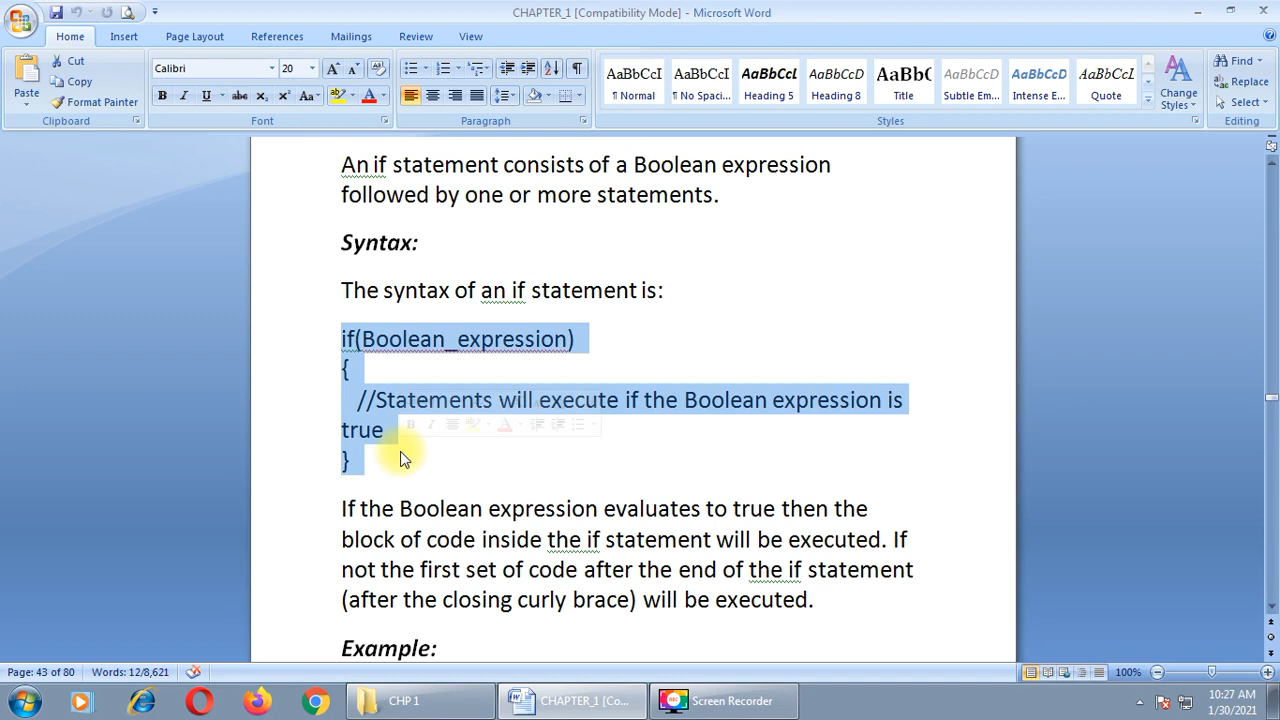 CHAPTER_1 [Compatibility Mode] - Microsoft Word
Home Insert Page Layout References Mailings Review View
Paste Cut Copy Format Painter
Calibri 20
AaBbCcI AaBbCcI AaBbCcL AaBbCcD AaBbC AaBbCcD AaBbCcD AaBbCcI
¶ Normal ¶ No Spaci... Heading 5 Heading 8 Title Subtle Em... Intense E... Quote
Change Styles
Find Replace Select
Clipboard Font Paragraph Styles Editing
An if statement consists of a Boolean expression
followed by one or more statements.
Syntax:
The syntax of an if statement is:
if(Boolean_expression)
{
//Statements will execute if the Boolean expression is
true
}
If the Boolean expression evaluates to true then the
block of code inside the if statement will be executed. If
not the first set of code after the end of the if statement
(after the closing curly brace) will be executed.
Example:
Page: 43 of 80 Words: 12/8,621 100%
CHP 1 CHAPTER_1 [Co... Screen Recorder
10:27 AM
1/30/2021